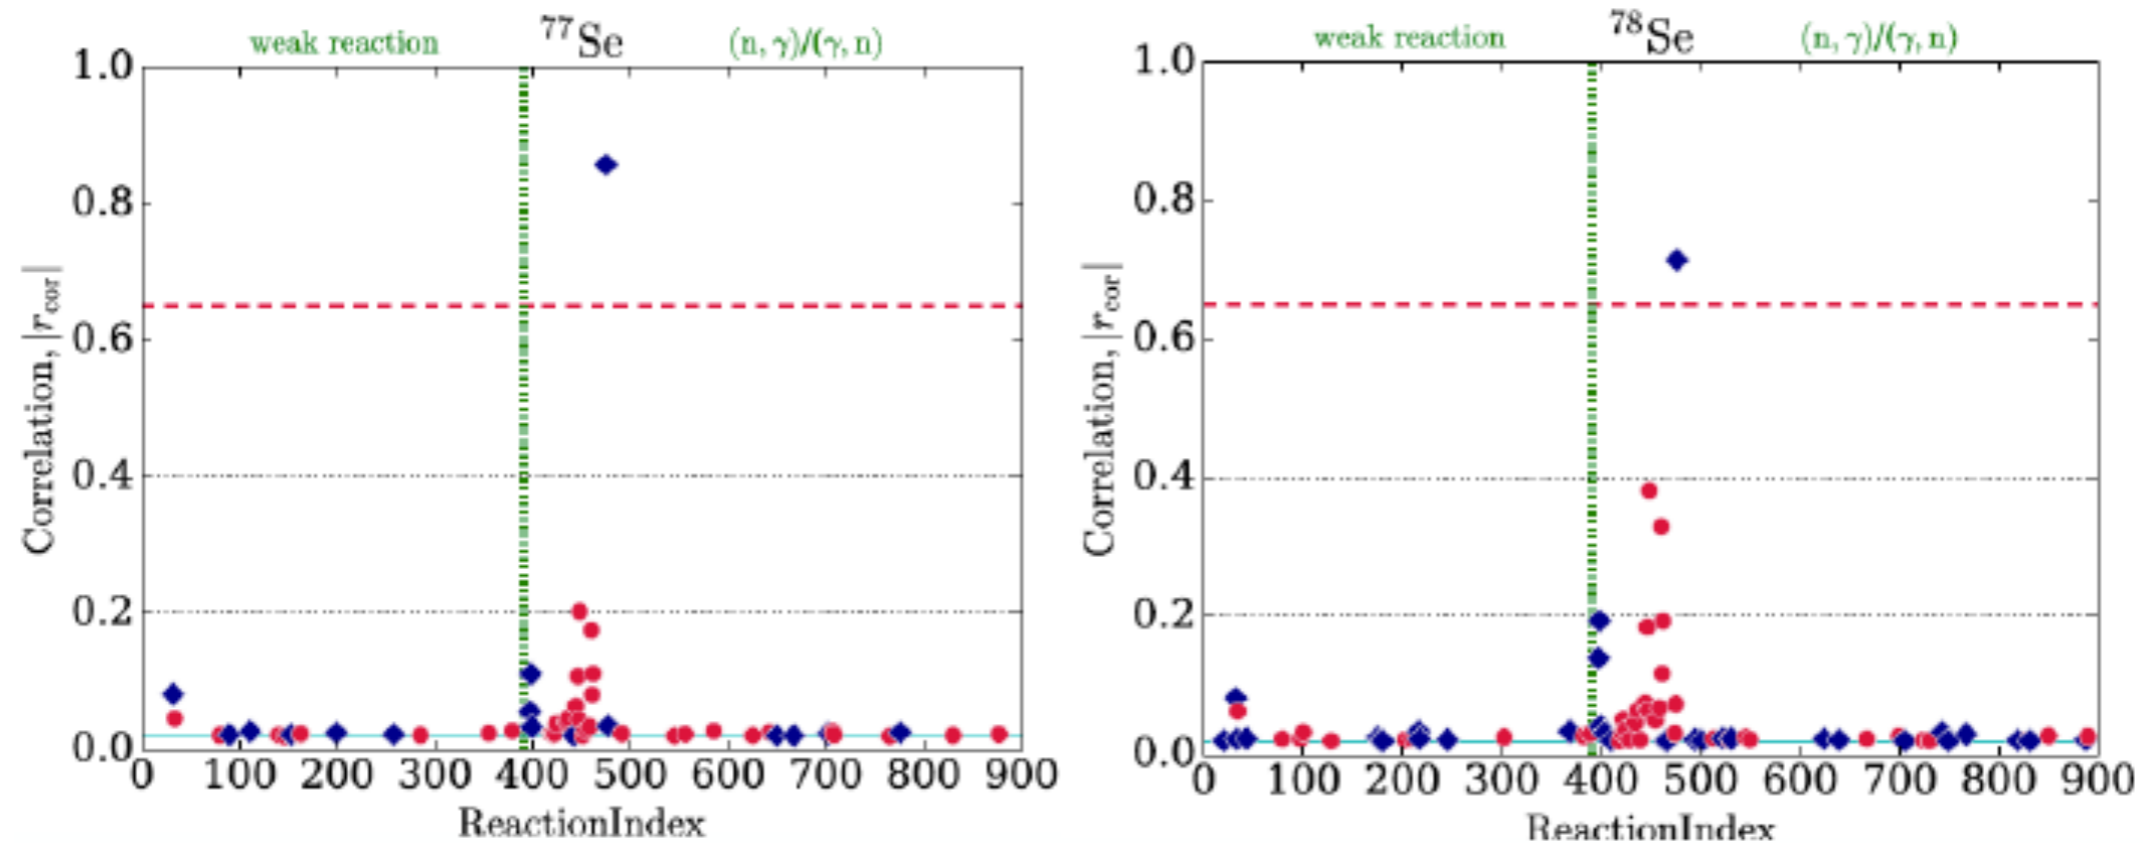 weak reaction ⁷⁷Se (n, γ)/(γ, n)
1.0
0.8
0.6
0.4
0.2
0.0
Correlation, |r_cor|
0 100 200 300 400 500 600 700 800 900
ReactionIndex
weak reaction ⁷⁸Se (n, γ)/(γ, n)
1.0
0.8
0.6
0.4
0.2
0.0
Correlation, |r_cor|
0 100 200 300 400 500 600 700 800 900
ReactionIndex